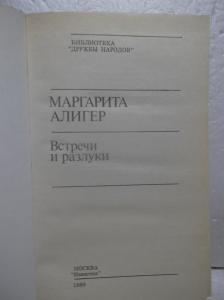 БИБЛИОТЕКА
"ДРУЖБЫ НАРОДОВ"
МАРГАРИТА
АЛИГЕР
Встречи
и разлуки
МОСКВА
"Известия"
1989